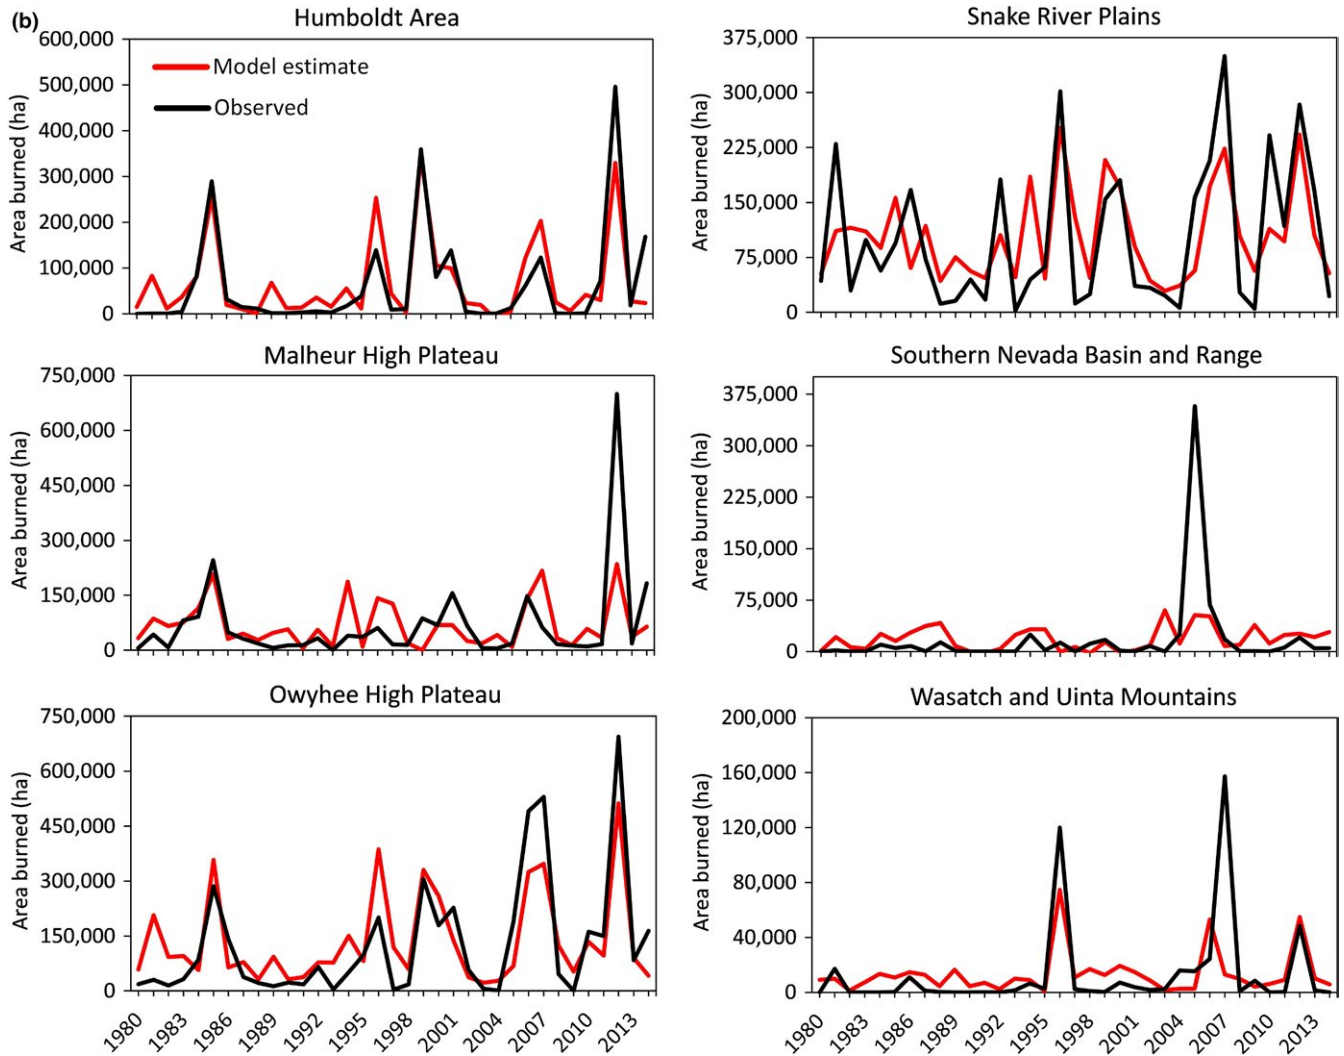 (b)
Humboldt Area
600,000
500,000
400,000
300,000
200,000
100,000
0
Area burned (ha)
Model estimate
Observed
Snake River Plains
375,000
300,000
225,000
150,000
75,000
0
Area burned (ha)
Malheur High Plateau
750,000
600,000
450,000
300,000
150,000
0
Area burned (ha)
Southern Nevada Basin and Range
375,000
300,000
225,000
150,000
75,000
0
Area burned (ha)
Owyhee High Plateau
750,000
600,000
450,000
300,000
150,000
0
Area burned (ha)
1980 1983 1986 1989 1992 1995 1998 2001 2004 2007 2010 2013
Wasatch and Uinta Mountains
200,000
160,000
120,000
80,000
40,000
0
Area burned (ha)
1980 1983 1986 1989 1992 1995 1998 2001 2004 2007 2010 2013